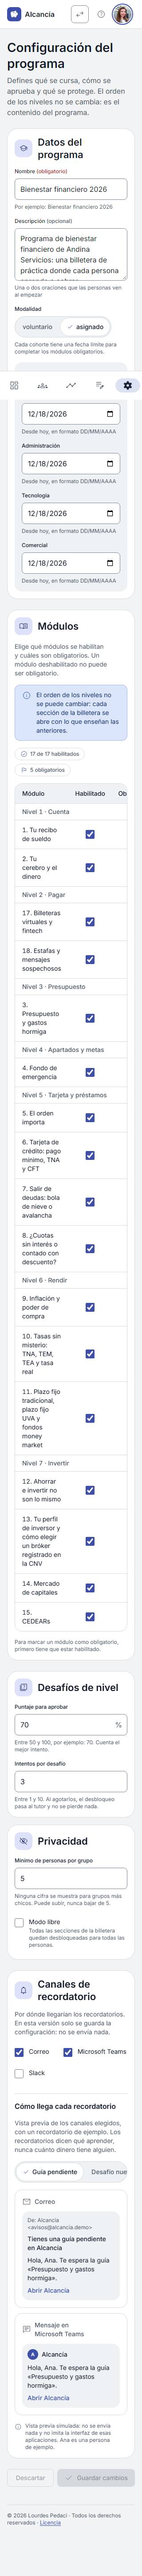 Alcancía
Configuración del
programa
Defines qué se cursa, cómo se
aprueba y qué se protege. El orden
de los niveles no se cambia: es el
contenido del programa.
Datos del
programa
Nombre (obligatorio)
Bienestar financiero 2026
Por ejemplo: Bienestar financiero 2026
Descripción (opcional)
Programa de bienestar
financiero de Andina
Servicios: una billetera de
práctica donde cada persona
Una o dos oraciones que las personas ven
al empezar
Modalidad
voluntario
asignado
Cada cohorte tiene una fecha límite para
completar los módulos obligatorios.
12/18/2026
Desde hoy, en formato DD/MM/AAAA
Administración
12/18/2026
Desde hoy, en formato DD/MM/AAAA
Tecnología
12/18/2026
Desde hoy, en formato DD/MM/AAAA
Comercial
12/18/2026
Desde hoy, en formato DD/MM/AAAA
Módulos
Elige qué módulos se habilitan
y cuáles son obligatorios. Un
módulo deshabilitado no puede
ser obligatorio.
El orden de los niveles no
se puede cambiar: cada
sección de la billetera se
abre con lo que enseñan las
anteriores.
17 de 17 habilitados
5 obligatorios
Módulo Habilitado Ob
Nivel 1 · Cuenta
1. Tu recibo
de sueldo
2. Tu
cerebro y el
dinero
Nivel 2 · Pagar
17. Billeteras
virtuales y
fintech
18. Estafas y
mensajes
sospechosos
Nivel 3 · Presupuesto
3.
Presupuesto
y gastos
hormiga
Nivel 4 · Apartados y metas
4. Fondo de
emergencia
Nivel 5 · Tarjeta y préstamos
5. El orden
importa
6. Tarjeta de
crédito: pago
mínimo, TNA
y CFT
7. Salir de
deudas: bola
de nieve o
avalancha
8. ¿Cuotas
sin interés o
contado con
descuento?
Nivel 6 · Rendir
9. Inflación y
poder de
compra
10. Tasas sin
misterio:
TNA, TEM,
TEA y tasa
real
11. Plazo fijo
tradicional,
plazo fijo
UVA y
fondos
money
market
Nivel 7 · Invertir
12. Ahorrar
e invertir no
son lo mismo
13. Tu perfil
de inversor y
cómo elegir
un bróker
registrado en
la CNV
14. Mercado
de capitales
15.
CEDEARs
Para marcar un módulo como obligatorio,
primero tiene que estar habilitado.
Desafíos de nivel
Puntaje para aprobar
70 %
Entre 50 y 100, por ejemplo: 70. Cuenta el
mejor intento.
Intentos por desafío
3
Entre 1 y 10. Al agotarlos, el desbloqueo
pasa al tutor y no se pierde nada.
Privacidad
Mínimo de personas por grupo
5
Ninguna cifra se muestra para grupos más
chicos. Puede subir, nunca bajar de 5.
Modo libre
Todas las secciones de la billetera
quedan desbloqueadas para todas las
personas.
Canales de
recordatorio
Por dónde llegarían los recordatorios.
En esta versión solo se guarda la
configuración: no se envía nada.
Correo
Microsoft Teams
Slack
Cómo llega cada recordatorio
Vista previa de los canales elegidos,
con un recordatorio de ejemplo. Los
recordatorios dicen qué aprender,
nunca cuánto dinero tiene alguien.
Guía pendiente
Desafío nue
Correo
De: Alcancía
<avisos@alcancia.demo>
Tienes una guía pendiente
en Alcancía
Hola, Ana. Te espera la guía
«Presupuesto y gastos
hormiga».
Abrir Alcancía
Mensaje en
Microsoft Teams
A Alcancía
Hola, Ana. Te espera la guía
«Presupuesto y gastos
hormiga».
Abrir Alcancía
Vista previa simulada: no se envía
nada y no imita la interfaz de esas
aplicaciones. Ana es una persona
de ejemplo.
Descartar
Guardar cambios
© 2026 Lourdes Pedaci · Todos los derechos
reservados · Licencia